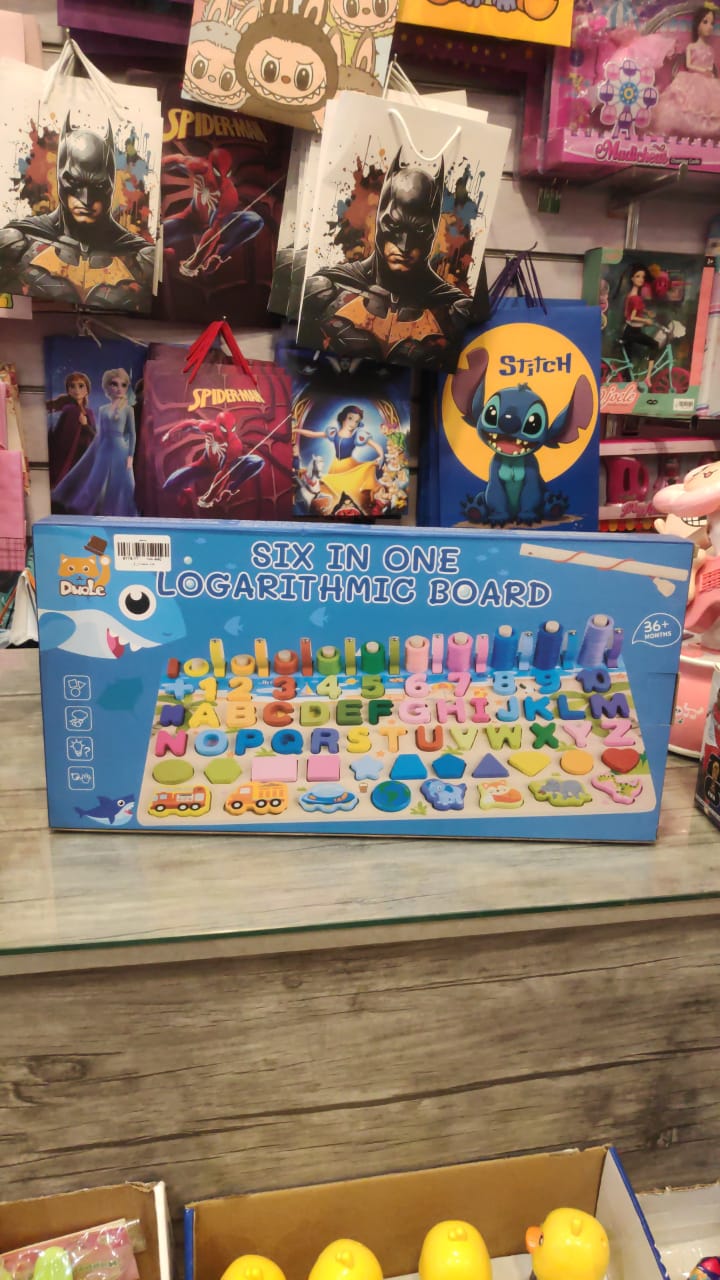 SPIDER-MAN
STitCH
SPIDER-MAN
Duole
SIX IN ONE
LOGARITHMIC BOARD
36+
MONTHS
+ 1 2 3 4 5 6 7 8 9 10
A B C D E F G H I J K L M
N O P Q R S T U V W X Y Z